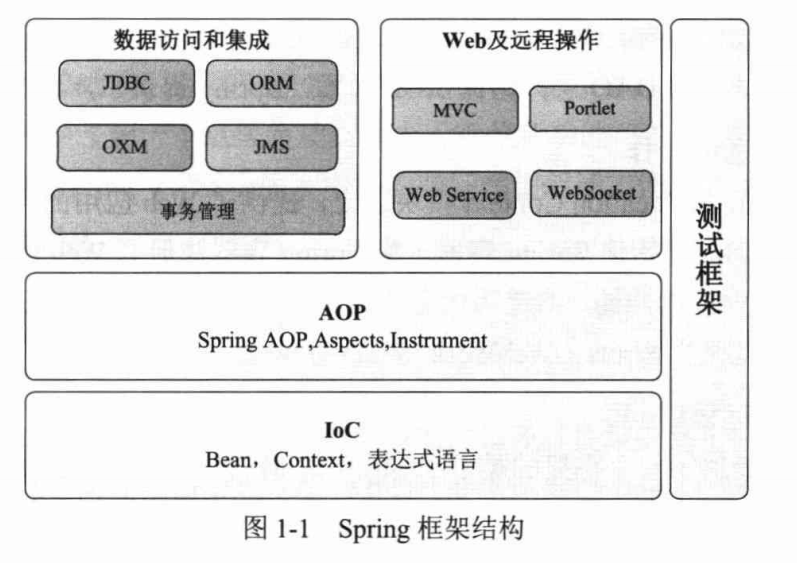 数据访问和集成
JDBC
ORM
OXM
JMS
事务管理
Web及远程操作
MVC
Portlet
Web Service
WebSocket
测试框架
AOP
Spring AOP,Aspects,Instrument
IoC
Bean，Context，表达式语言
图 1-1 Spring 框架结构